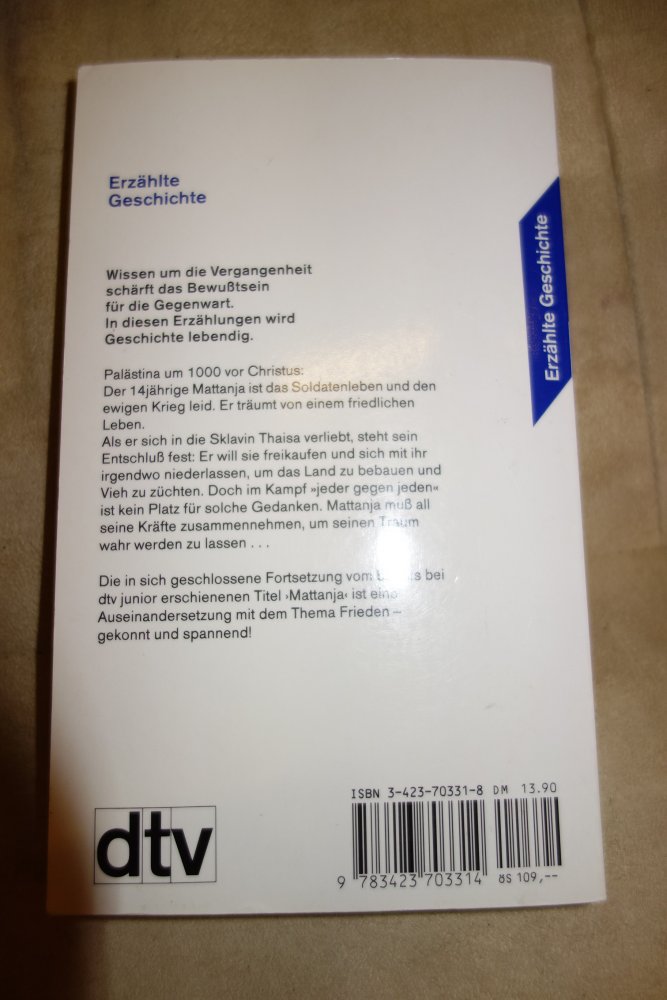 Erzählte
Geschichte
Wissen um die Vergangenheit
schärft das Bewußtsein
für die Gegenwart.
In diesen Erzählungen wird
Geschichte lebendig.
Palästina um 1000 vor Christus:
Der 14jährige Mattanja ist das Soldatenleben und den
ewigen Krieg leid. Er träumt von einem friedlichen
Leben.
Als er sich in die Sklavin Thaisa verliebt, steht sein
Entschluß fest: Er will sie freikaufen und sich mit ihr
irgendwo niederlassen, um das Land zu bebauen und
Vieh zu züchten. Doch im Kampf »jeder gegen jeden«
ist kein Platz für solche Gedanken. Mattanja muß all
seine Kräfte zusammennehmen, um seinen Traum
wahr werden zu lassen . . .
Die in sich geschlossene Fortsetzung vom bei
dtv junior erschienenen Titel ›Mattanja‹ ist eine
Auseinandersetzung mit dem Thema Frieden –
gekonnt und spannend!
Erzählte Geschichte
dtv
ISBN 3-423-70331-8 DM 13.90
9 783423 703314 öS 109,--